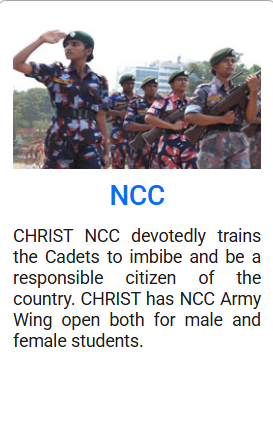 NCC
CHRIST NCC devotedly trains
the Cadets to imbibe and be a
responsible citizen of the
country. CHRIST has NCC Army
Wing open both for male and
female students.